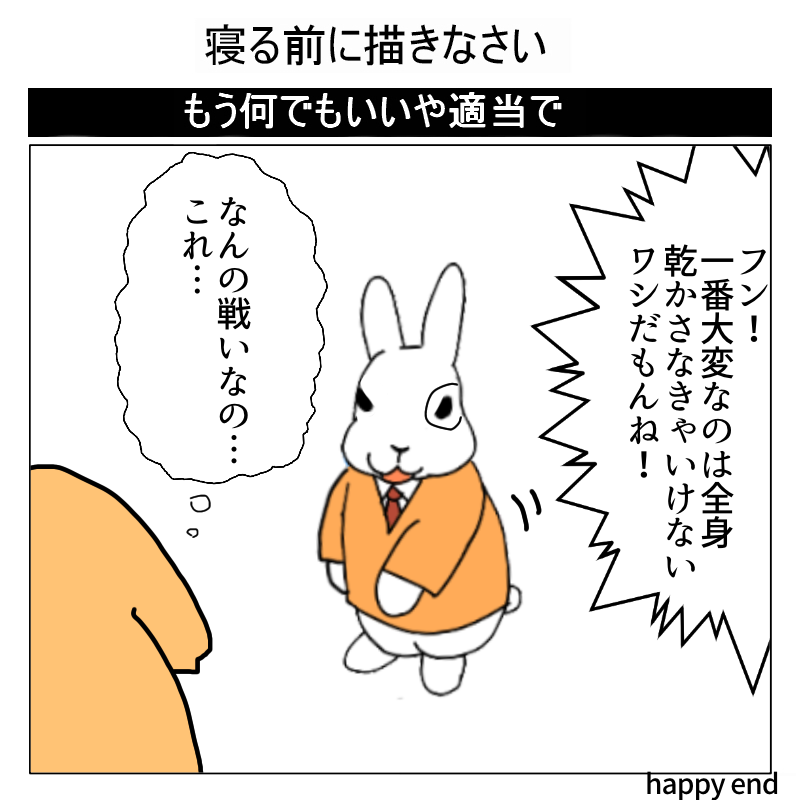 寝る前に描きなさい
もう何でもいいや適当で
フン！
一番大変なのは全身
乾かさなきゃいけない
ワシだもんね！
なんの戦いなの…
これ…
happy end